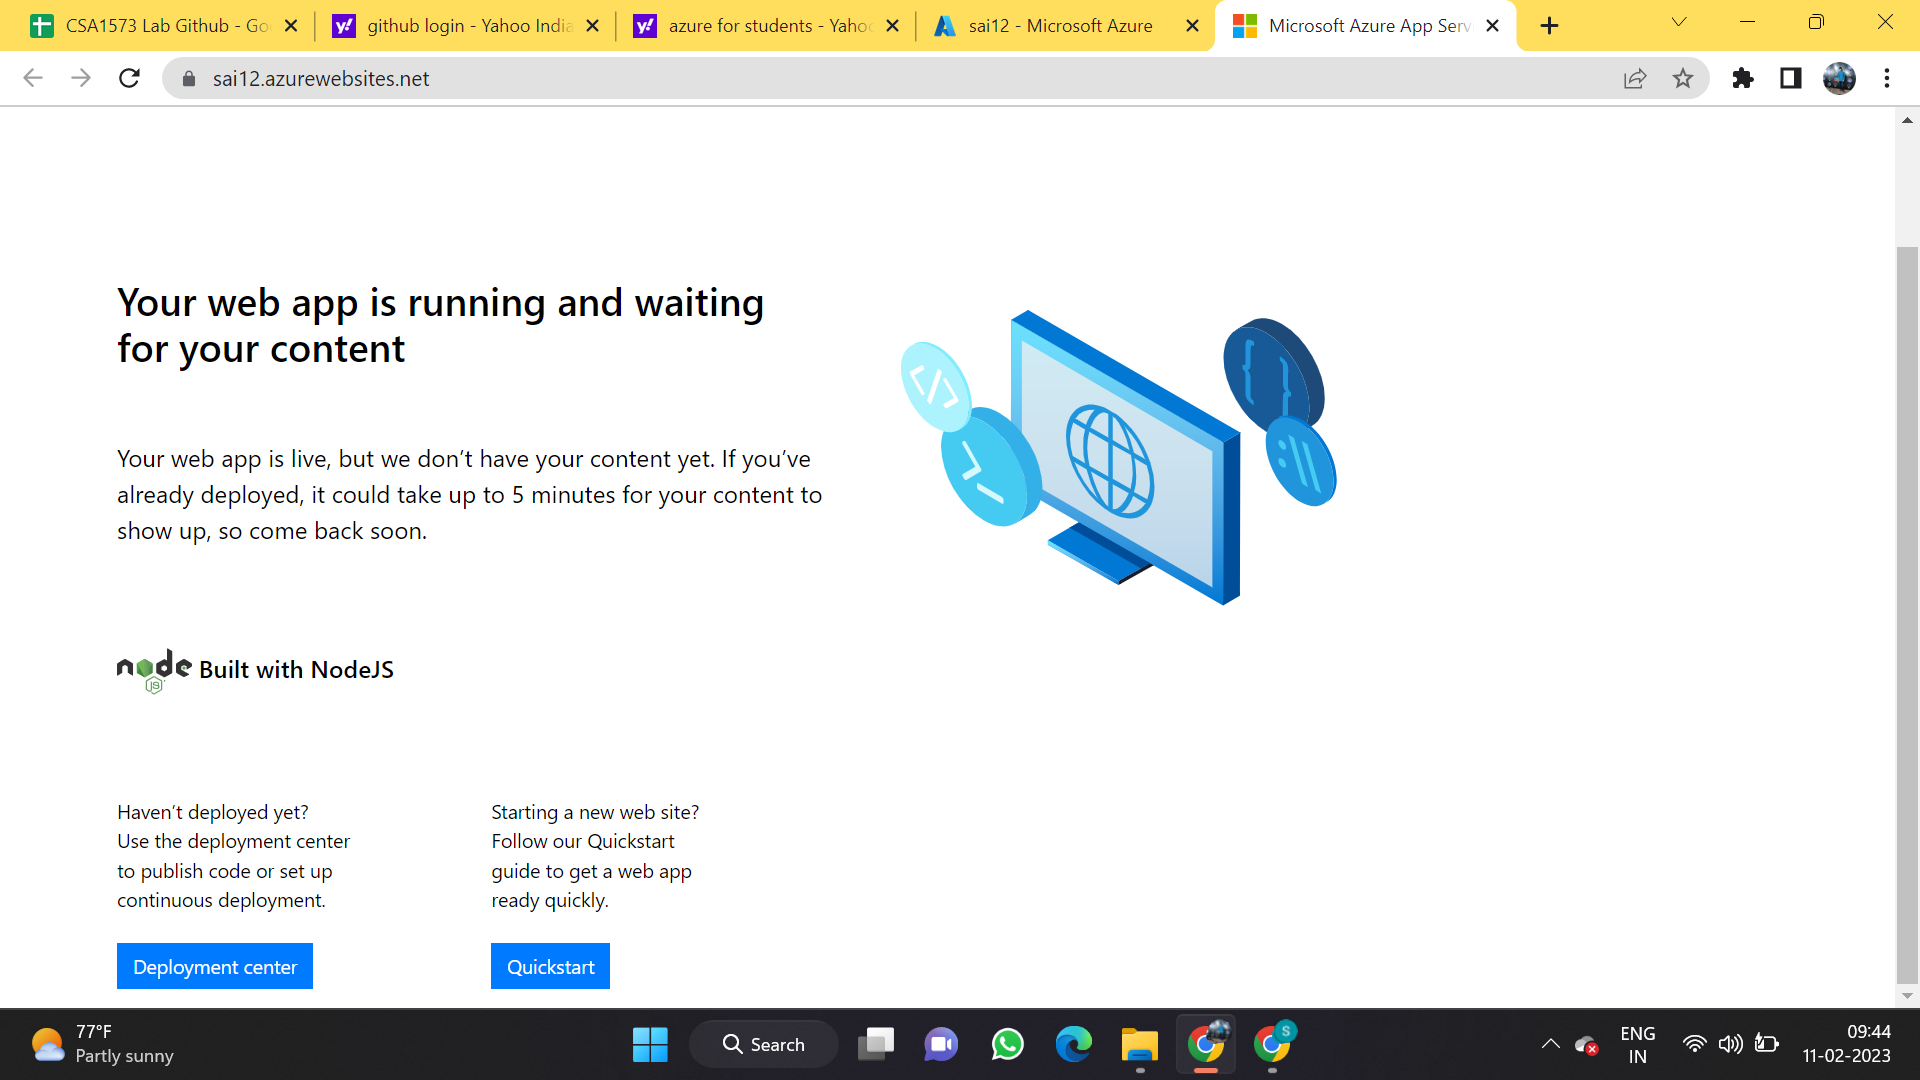 CSA1573 Lab Github - Go
github login - Yahoo India
azure for students - Yahoo
sai12 - Microsoft Azure
Microsoft Azure App Serv
sai12.azurewebsites.net
Your web app is running and waiting
for your content
Your web app is live, but we don’t have your content yet. If you’ve
already deployed, it could take up to 5 minutes for your content to
show up, so come back soon.
node
JS
Built with NodeJS
Haven’t deployed yet?
Use the deployment center
to publish code or set up
continuous deployment.
Deployment center
Starting a new web site?
Follow our Quickstart
guide to get a web app
ready quickly.
Quickstart
77°F
Partly sunny
Search
S
ENG
IN
09:44
11-02-2023